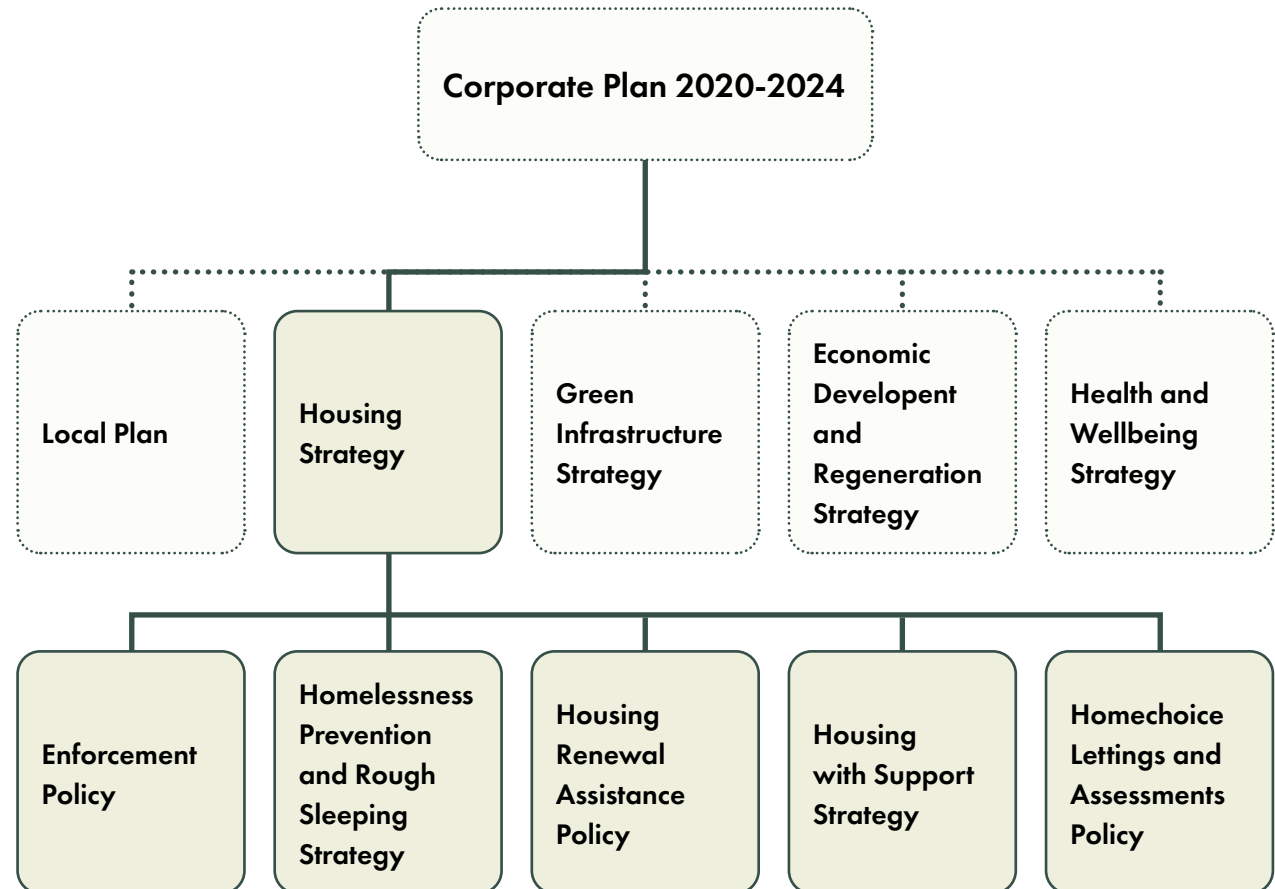 Corporate Plan 2020-2024
Local Plan
Housing
Strategy
Green
Infrastructure
Strategy
Economic
Developent
and
Regeneration
Strategy
Health and
Wellbeing
Strategy
Enforcement
Policy
Homelessness
Prevention
and Rough
Sleeping
Strategy
Housing
Renewal
Assistance
Policy
Housing
with Support
Strategy
Homechoice
Lettings and
Assessments
Policy